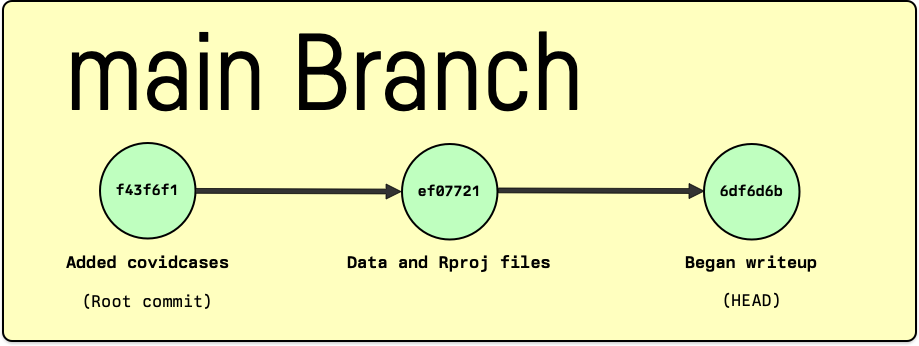 main Branch
f43f6f1
ef07721
6df6d6b
Added covidcases
Data and Rproj files
Began writeup
(Root commit)
(HEAD)